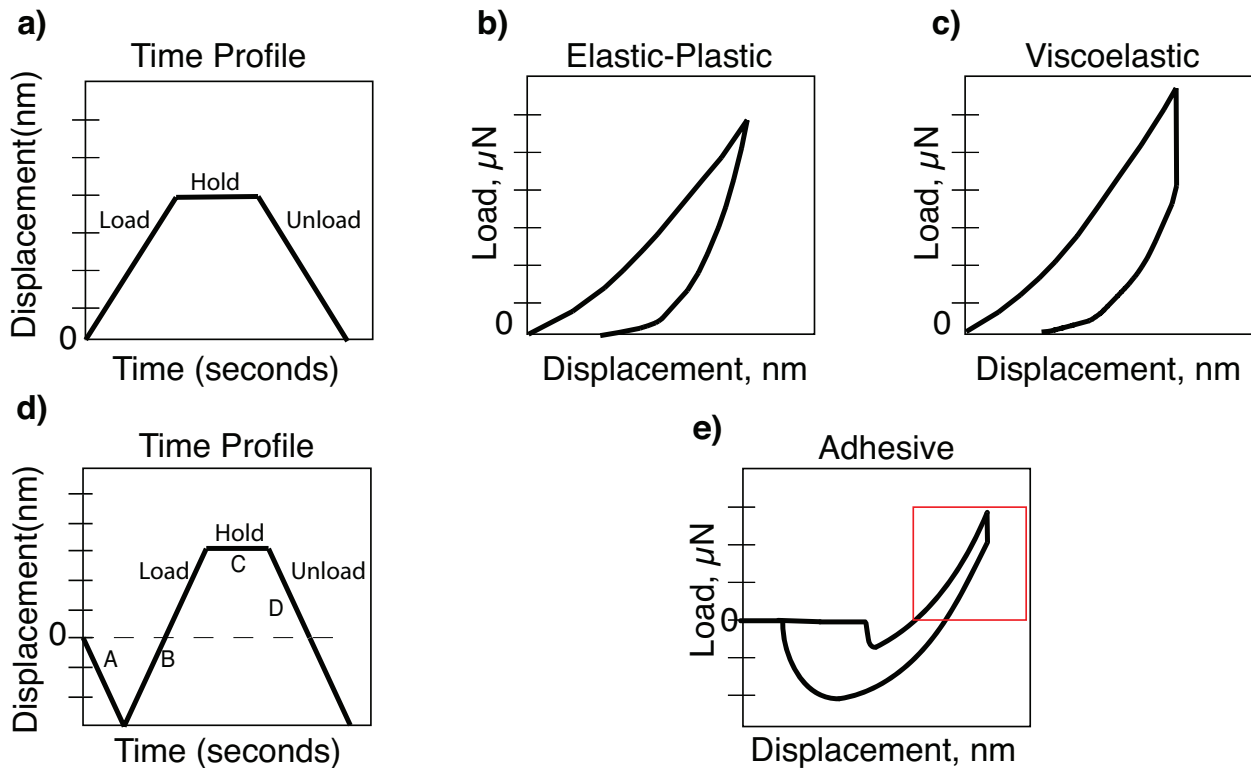 a)
Time Profile
Displacement(nm)
Load
Hold
Unload
0
Time (seconds)
b)
Elastic-Plastic
Load, µN
0
Displacement, nm
c)
Viscoelastic
Load, µN
0
Displacement, nm
d)
Time Profile
Displacement(nm)
Hold
Load
C
Unload
D
0
A
B
Time (seconds)
e)
Adhesive
Load, µN
0
Displacement, nm